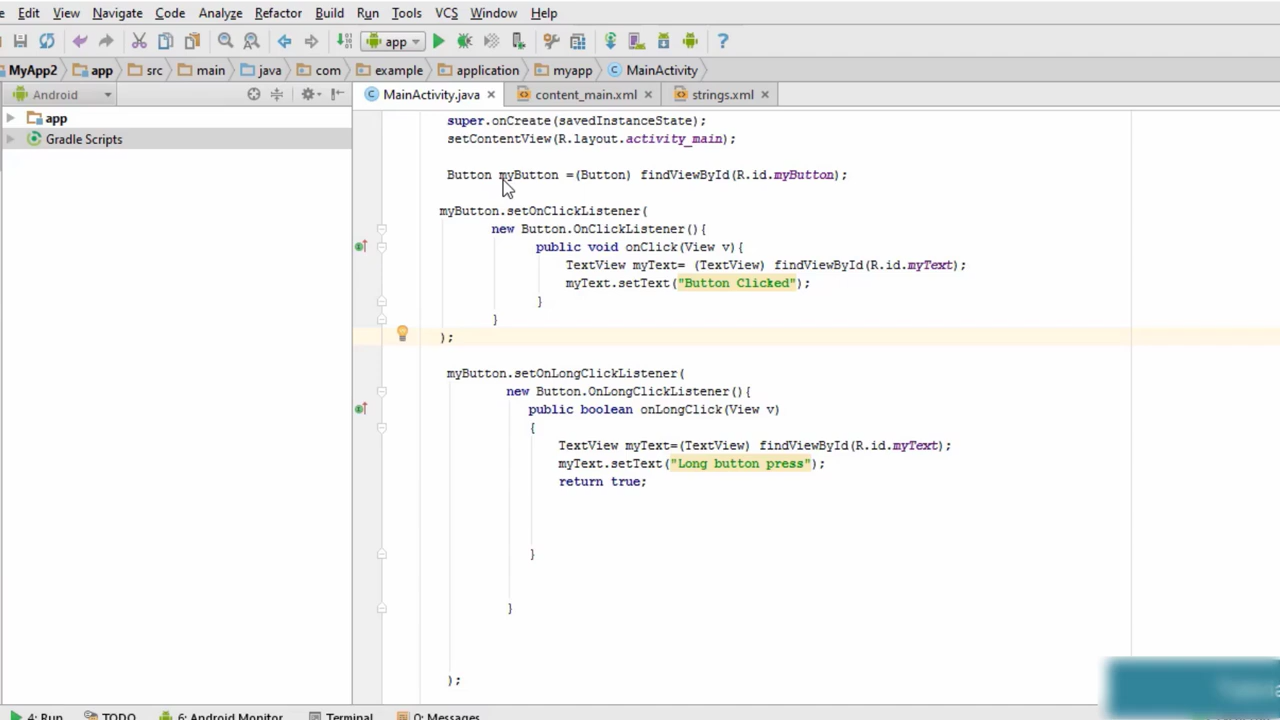 Edit View Navigate Code Analyze Refactor Build Run Tools VCS Window Help
app
MyApp2 app src main java com example application myapp MainActivity
Android
MainActivity.java content_main.xml strings.xml
app
Gradle Scripts
super.onCreate(savedInstanceState);
setContentView(R.layout.activity_main);
Button myButton =(Button) findViewById(R.id.myButton);
myButton.setOnClickListener(
new Button.OnClickListener(){
public void onClick(View v){
TextView myText= (TextView) findViewById(R.id.myText);
myText.setText("Button Clicked");
}
}
);
myButton.setOnLongClickListener(
new Button.OnLongClickListener(){
public boolean onLongClick(View v)
{
TextView myText=(TextView) findViewById(R.id.myText);
myText.setText("Long button press");
return true;
}
}
);
4: Run TODO 6: Android Monitor Terminal 0: Messages